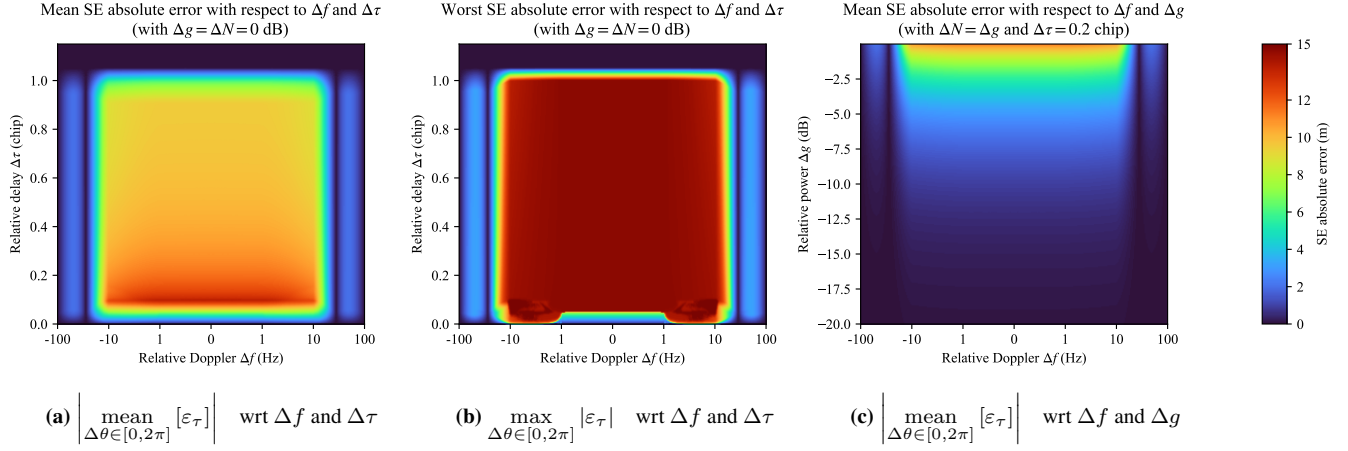 Mean SE absolute error with respect to Δf and Δτ
(with Δg = ΔN = 0 dB)
Relative delay Δτ (chip)
1.0
0.8
0.6
0.4
0.2
0.0
-100 -10 1 0 1 10 100
Relative Doppler Δf (Hz)
Worst SE absolute error with respect to Δf and Δτ
(with Δg = ΔN = 0 dB)
Relative delay Δτ (chip)
1.0
0.8
0.6
0.4
0.2
0.0
-100 -10 1 0 1 10 100
Relative Doppler Δf (Hz)
Mean SE absolute error with respect to Δf and Δg
(with ΔN = Δg and Δτ = 0.2 chip)
Relative power Δg (dB)
−2.5
−5.0
−7.5
−10.0
−12.5
−15.0
−17.5
−20.0
-100 -10 1 0 1 10 100
Relative Doppler Δf (Hz)
15
12
10
8
6
4
2
0
SE absolute error (m)
(a) | mean [ε_τ] | wrt Δf and Δτ
Δθ∈[0,2π]
(b) max |ε_τ| wrt Δf and Δτ
Δθ∈[0,2π]
(c) | mean [ε_τ] | wrt Δf and Δg
Δθ∈[0,2π]